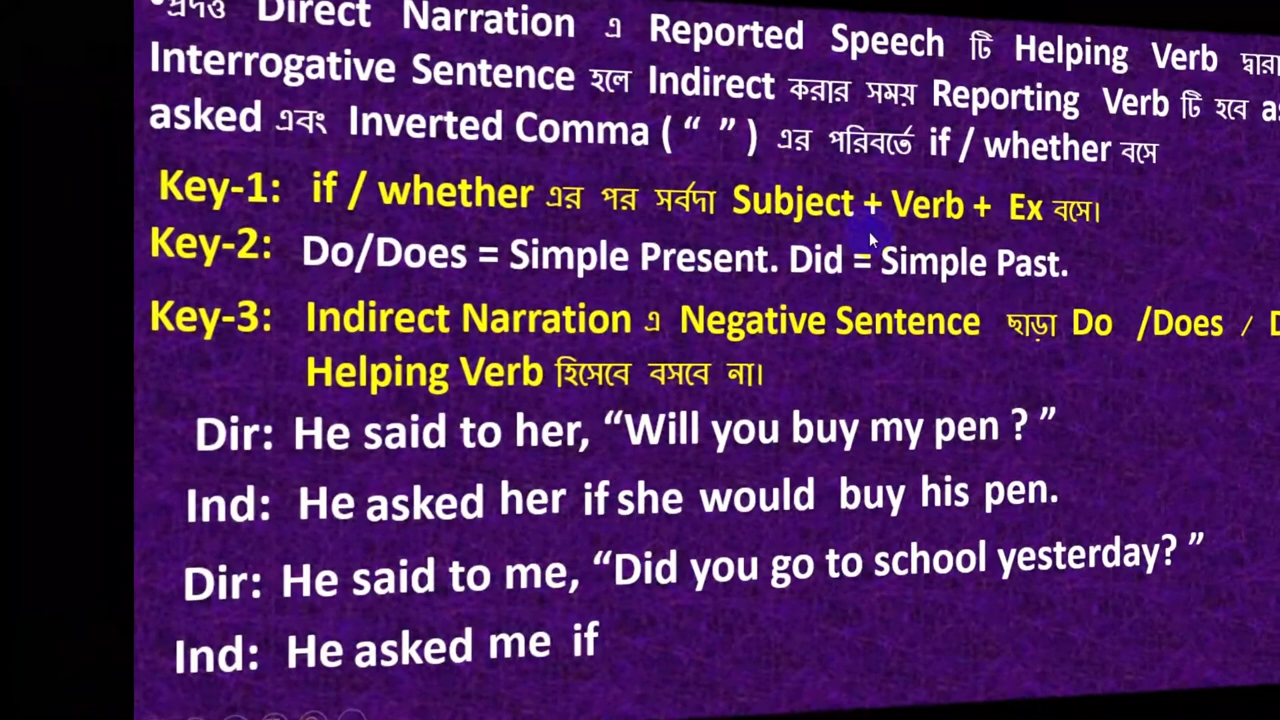 •প্রদত্ত Direct Narration এ Reported Speech টি Helping Verb দ্বারা
Interrogative Sentence হলে Indirect করার সময় Reporting Verb টি হবে
asked এবং Inverted Comma ( “ ” ) এর পরিবর্তে if / whether বসে
Key-1: if / whether এর পর সর্বদা Subject + Verb + Ex বসে।
Key-2: Do/Does = Simple Present. Did = Simple Past.
Key-3: Indirect Narration এ Negative Sentence ছাড়া Do /Does /
Helping Verb হিসেবে বসবে না।
Dir: He said to her, “Will you buy my pen ? ”
Ind: He asked her if she would buy his pen.
Dir: He said to me, “Did you go to school yesterday? ”
Ind: He asked me if